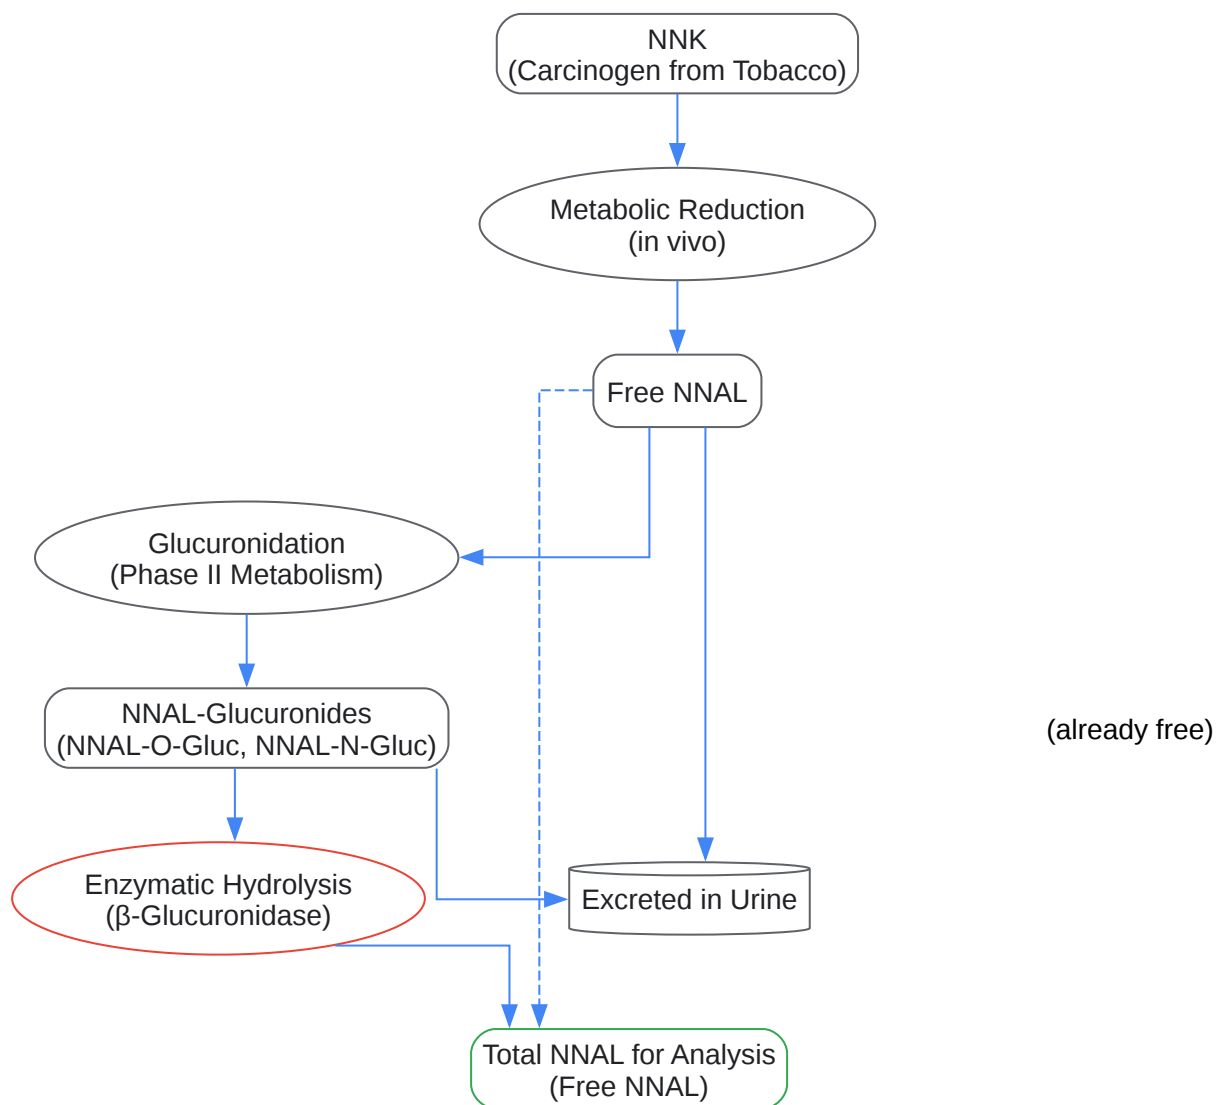 NNK
(Carcinogen from Tobacco)
Metabolic Reduction
(in vivo)
Free NNAL
Glucuronidation
(Phase II Metabolism)
NNAL-Glucuronides
(NNAL-O-Gluc, NNAL-N-Gluc)
(already free)
Enzymatic Hydrolysis
(β-Glucuronidase)
Excreted in Urine
Total NNAL for Analysis
(Free NNAL)